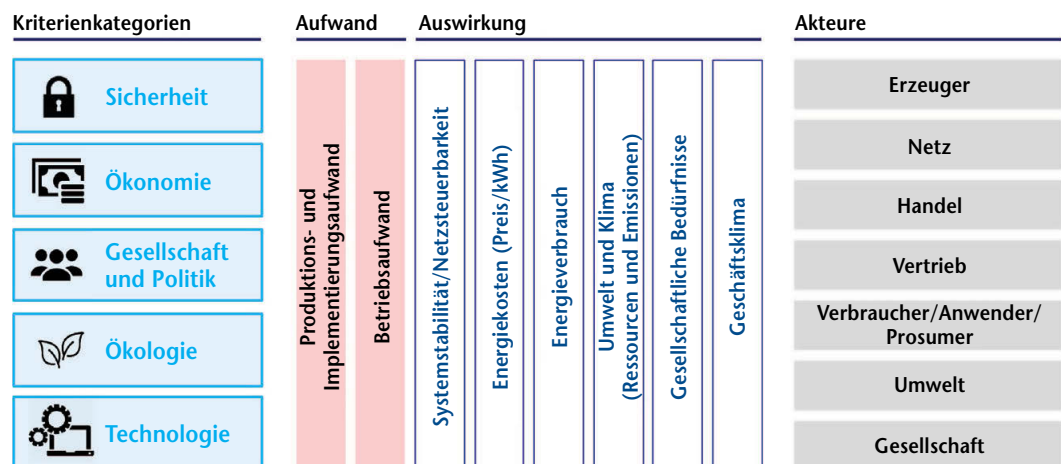 Kriterienkategorien
Sicherheit
Ökonomie
Gesellschaft
und Politik
Ökologie
Technologie
Aufwand
Produktions- und
Implementierungsaufwand
Betriebsaufwand
Auswirkung
Systemstabilität/Netzsteuerbarkeit
Energiekosten (Preis/kWh)
Energieverbrauch
Umwelt und Klima
(Ressourcen und Emissionen)
Gesellschaftliche Bedürfnisse
Geschäftsklima
Akteure
Erzeuger
Netz
Handel
Vertrieb
Verbraucher/Anwender/
Prosumer
Umwelt
Gesellschaft